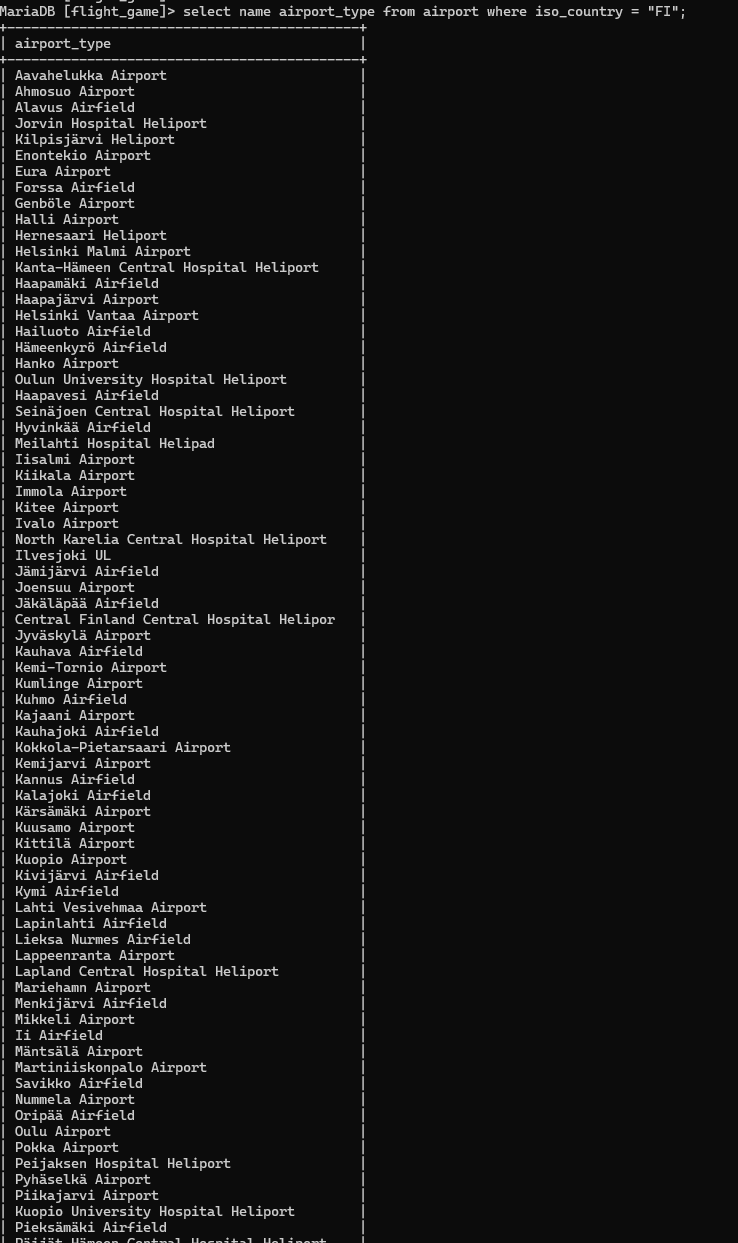 MariaDB [flight_game]> select name airport_type from airport where iso_country = "FI";
+--------------------------------------------+
| airport_type                               |
+--------------------------------------------+
| Aavahelukka Airport                        |
| Ahmosuo Airport                            |
| Alavus Airfield                            |
| Jorvin Hospital Heliport                   |
| Kilpisjärvi Heliport                       |
| Enontekio Airport                          |
| Eura Airport                               |
| Forssa Airfield                            |
| Genböle Airport                            |
| Halli Airport                              |
| Hernesaari Heliport                        |
| Helsinki Malmi Airport                     |
| Kanta-Hämeen Central Hospital Heliport     |
| Haapamäki Airfield                         |
| Haapajärvi Airport                         |
| Helsinki Vantaa Airport                    |
| Hailuoto Airfield                          |
| Hämeenkyrö Airfield                        |
| Hanko Airport                              |
| Oulun University Hospital Heliport         |
| Haapavesi Airfield                         |
| Seinäjoen Central Hospital Heliport        |
| Hyvinkää Airfield                          |
| Meilahti Hospital Helipad                  |
| Iisalmi Airport                            |
| Kiikala Airport                            |
| Immola Airport                             |
| Kitee Airport                              |
| Ivalo Airport                              |
| North Karelia Central Hospital Heliport    |
| Ilvesjoki UL                               |
| Jämijärvi Airfield                         |
| Joensuu Airport                            |
| Jäkäläpää Airfield                         |
| Central Finland Central Hospital Helipor   |
| Jyväskylä Airport                          |
| Kauhava Airfield                           |
| Kemi-Tornio Airport                        |
| Kumlinge Airport                           |
| Kuhmo Airfield                             |
| Kajaani Airport                            |
| Kauhajoki Airfield                         |
| Kokkola-Pietarsaari Airport                |
| Kemijarvi Airport                          |
| Kannus Airfield                            |
| Kalajoki Airfield                          |
| Kärsämäki Airport                          |
| Kuusamo Airport                            |
| Kittilä Airport                            |
| Kuopio Airport                             |
| Kivijärvi Airfield                         |
| Kymi Airfield                              |
| Lahti Vesivehmaa Airport                   |
| Lapinlahti Airfield                        |
| Lieksa Nurmes Airfield                     |
| Lappeenranta Airport                       |
| Lapland Central Hospital Heliport          |
| Mariehamn Airport                          |
| Menkijärvi Airfield                        |
| Mikkeli Airport                            |
| Ii Airfield                                |
| Mäntsälä Airport                           |
| Martiniiskonpalo Airport                   |
| Savikko Airfield                           |
| Nummela Airport                            |
| Oripää Airfield                            |
| Oulu Airport                               |
| Pokka Airport                              |
| Peijaksen Hospital Heliport                |
| Pyhäselkä Airport                          |
| Piikajarvi Airport                         |
| Kuopio University Hospital Heliport        |
| Pieksämäki Airfield                        |
| Päijät-Hämeen Central Hospital Heliport    |